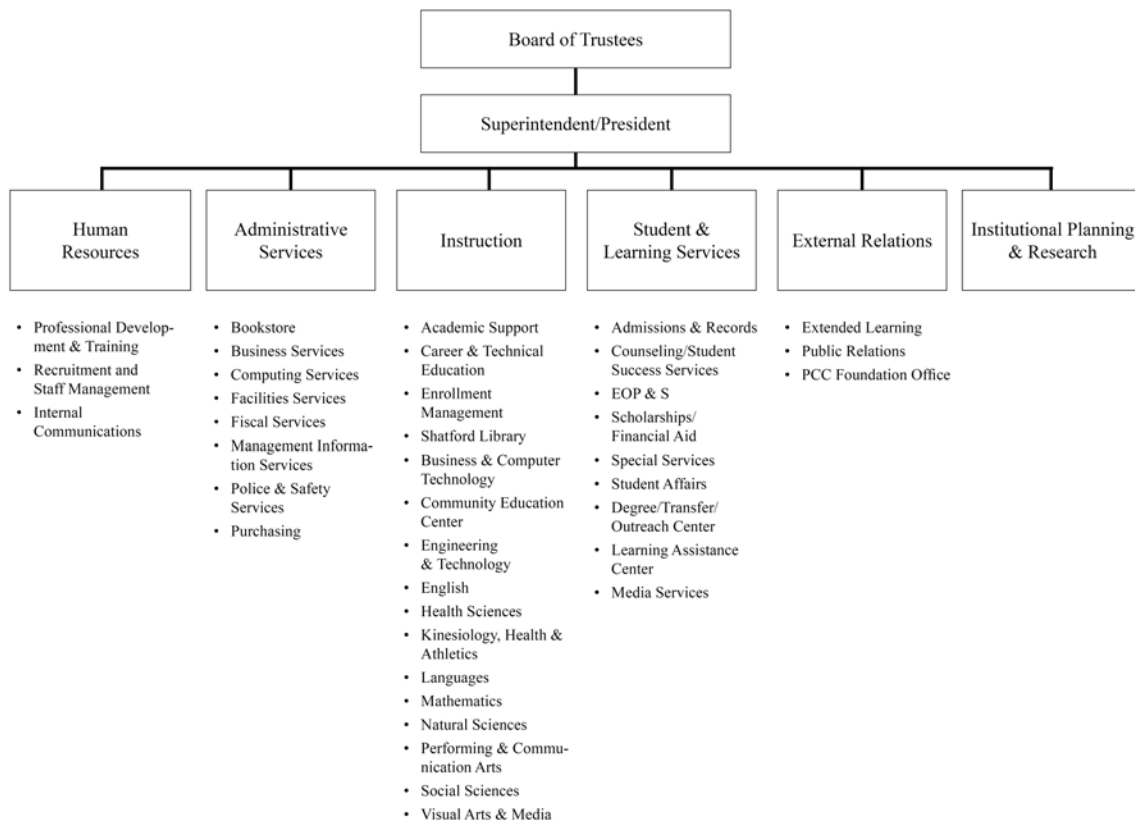 Board of Trustees
Superintendent/President
Human
Resources
Administrative
Services
Instruction
Student &
Learning Services
External Relations
Institutional Planning
& Research
• Professional Develop-
ment & Training
• Recruitment and
Staff Management
• Internal
Communications
• Bookstore
• Business Services
• Computing Services
• Facilities Services
• Fiscal Services
• Management Informa-
tion Services
• Police & Safety
Services
• Purchasing
• Academic Support
• Career & Technical
Education
• Enrollment
Management
• Shatford Library
• Business & Computer
Technology
• Community Education
Center
• Engineering
& Technology
• English
• Health Sciences
• Kinesiology, Health &
Athletics
• Languages
• Mathematics
• Natural Sciences
• Performing & Commu-
nication Arts
• Social Sciences
• Visual Arts & Media
• Admissions & Records
• Counseling/Student
Success Services
• EOP & S
• Scholarships/
Financial Aid
• Special Services
• Student Affairs
• Degree/Transfer/
Outreach Center
• Learning Assistance
Center
• Media Services
• Extended Learning
• Public Relations
• PCC Foundation Office